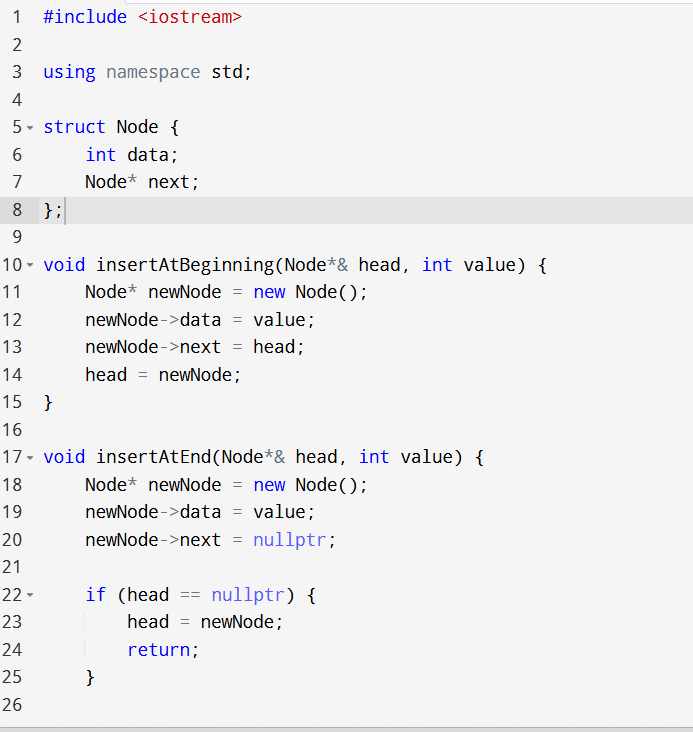 1 #include <iostream>
2
3 using namespace std;
4
5 struct Node {
6     int data;
7     Node* next;
8 };
9
10 void insertAtBeginning(Node*& head, int value) {
11     Node* newNode = new Node();
12     newNode->data = value;
13     newNode->next = head;
14     head = newNode;
15 }
16
17 void insertAtEnd(Node*& head, int value) {
18     Node* newNode = new Node();
19     newNode->data = value;
20     newNode->next = nullptr;
21
22     if (head == nullptr) {
23         head = newNode;
24         return;
25     }
26